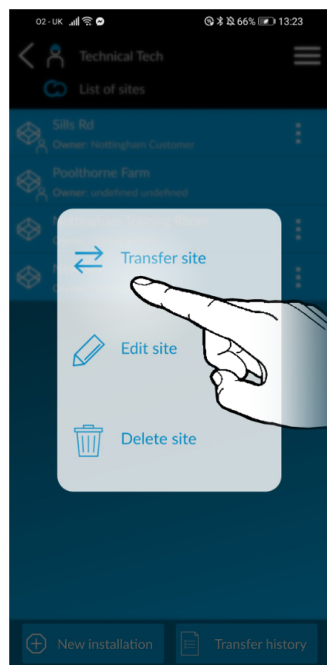 O2 - UK 66% 13:23
Technical Tech
List of sites
Sills Rd
Owner: Nottingham Customer
Poolthorne Farm
Owner: undefined undefined
Transfer site
Edit site
Delete site
New installation
Transfer history